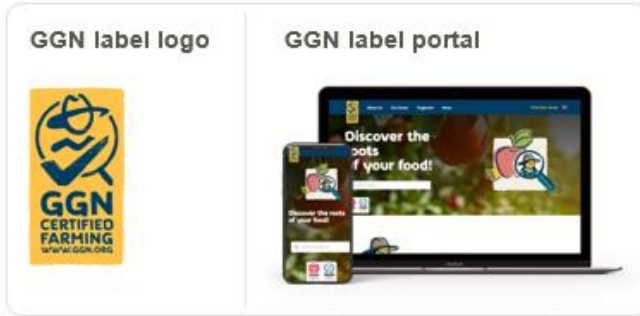 GGN label logo
GGN label portal
GGN
CERTIFIED
FARMING
WWW.GGN.ORG
Discover the
roots
of your food!
Discover the roots
of your food!